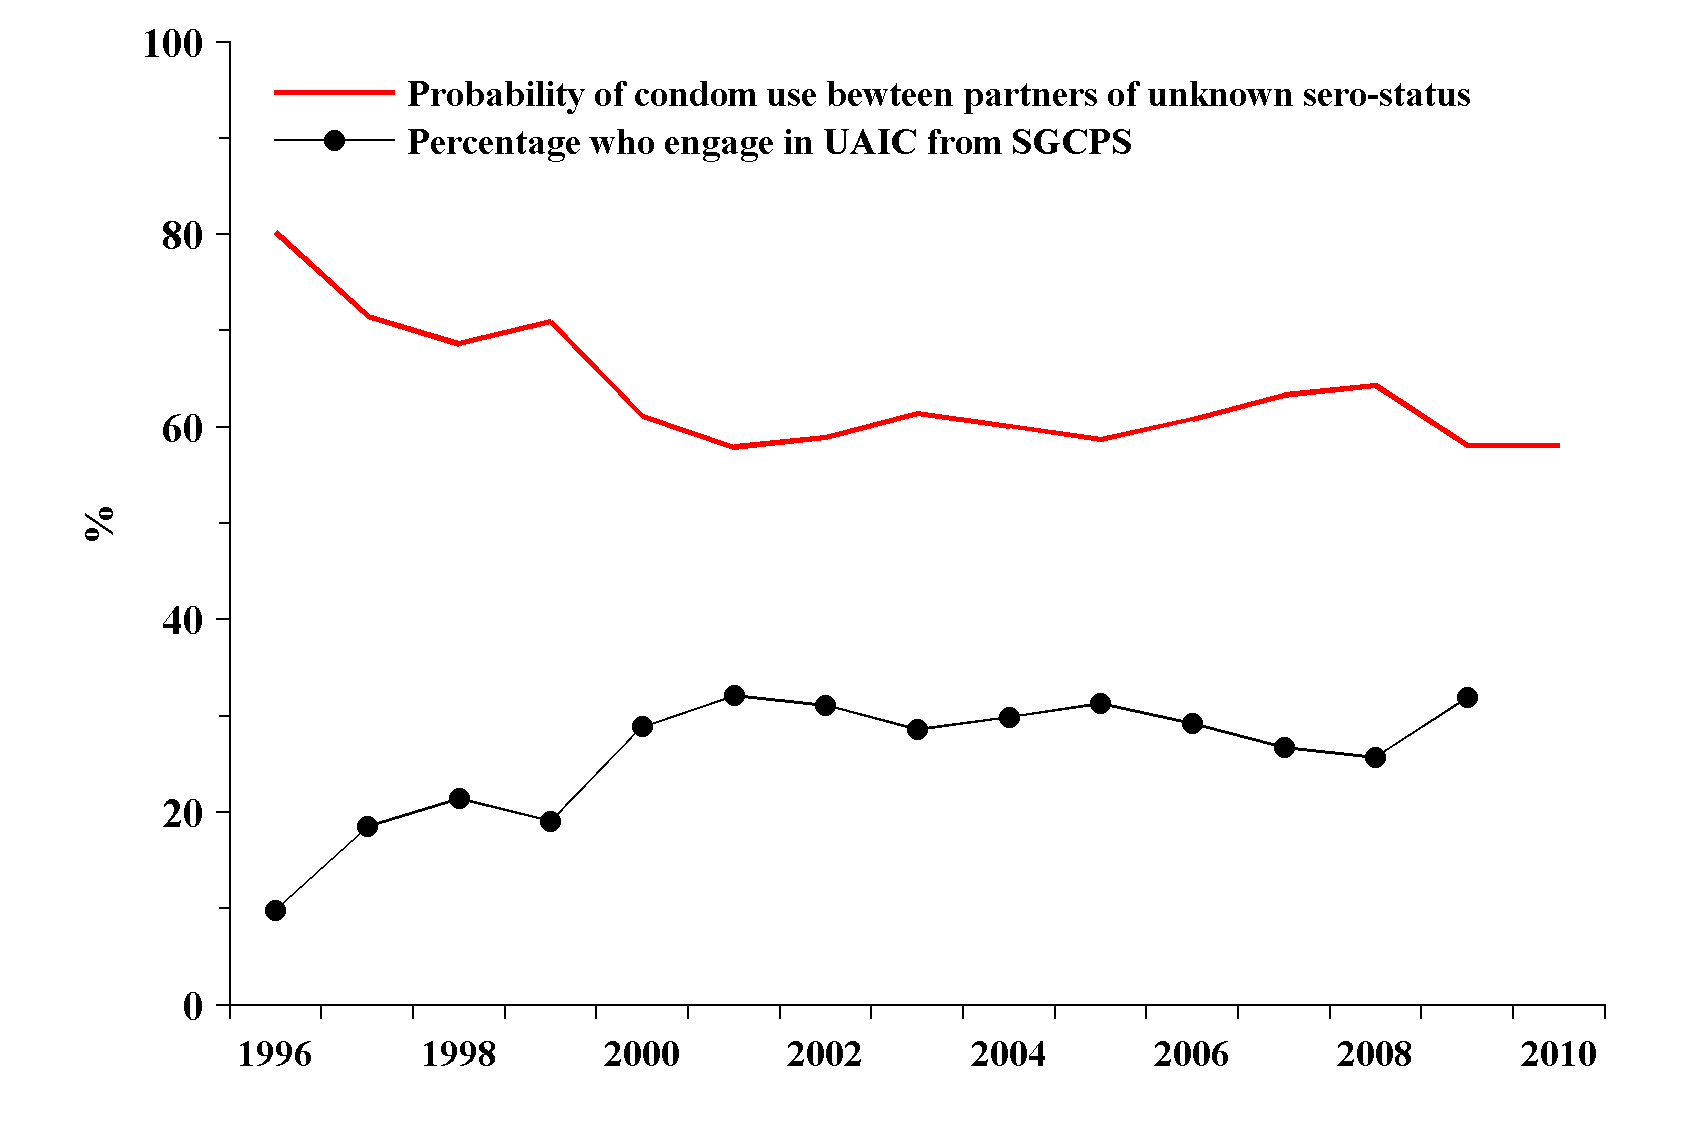 100
Probability of condom use bewteen partners of unknown sero-status
Percentage who engage in UAIC from SGCPS
80
60
%
40
20
0
1996 1998 2000 2002 2004 2006 2008 2010